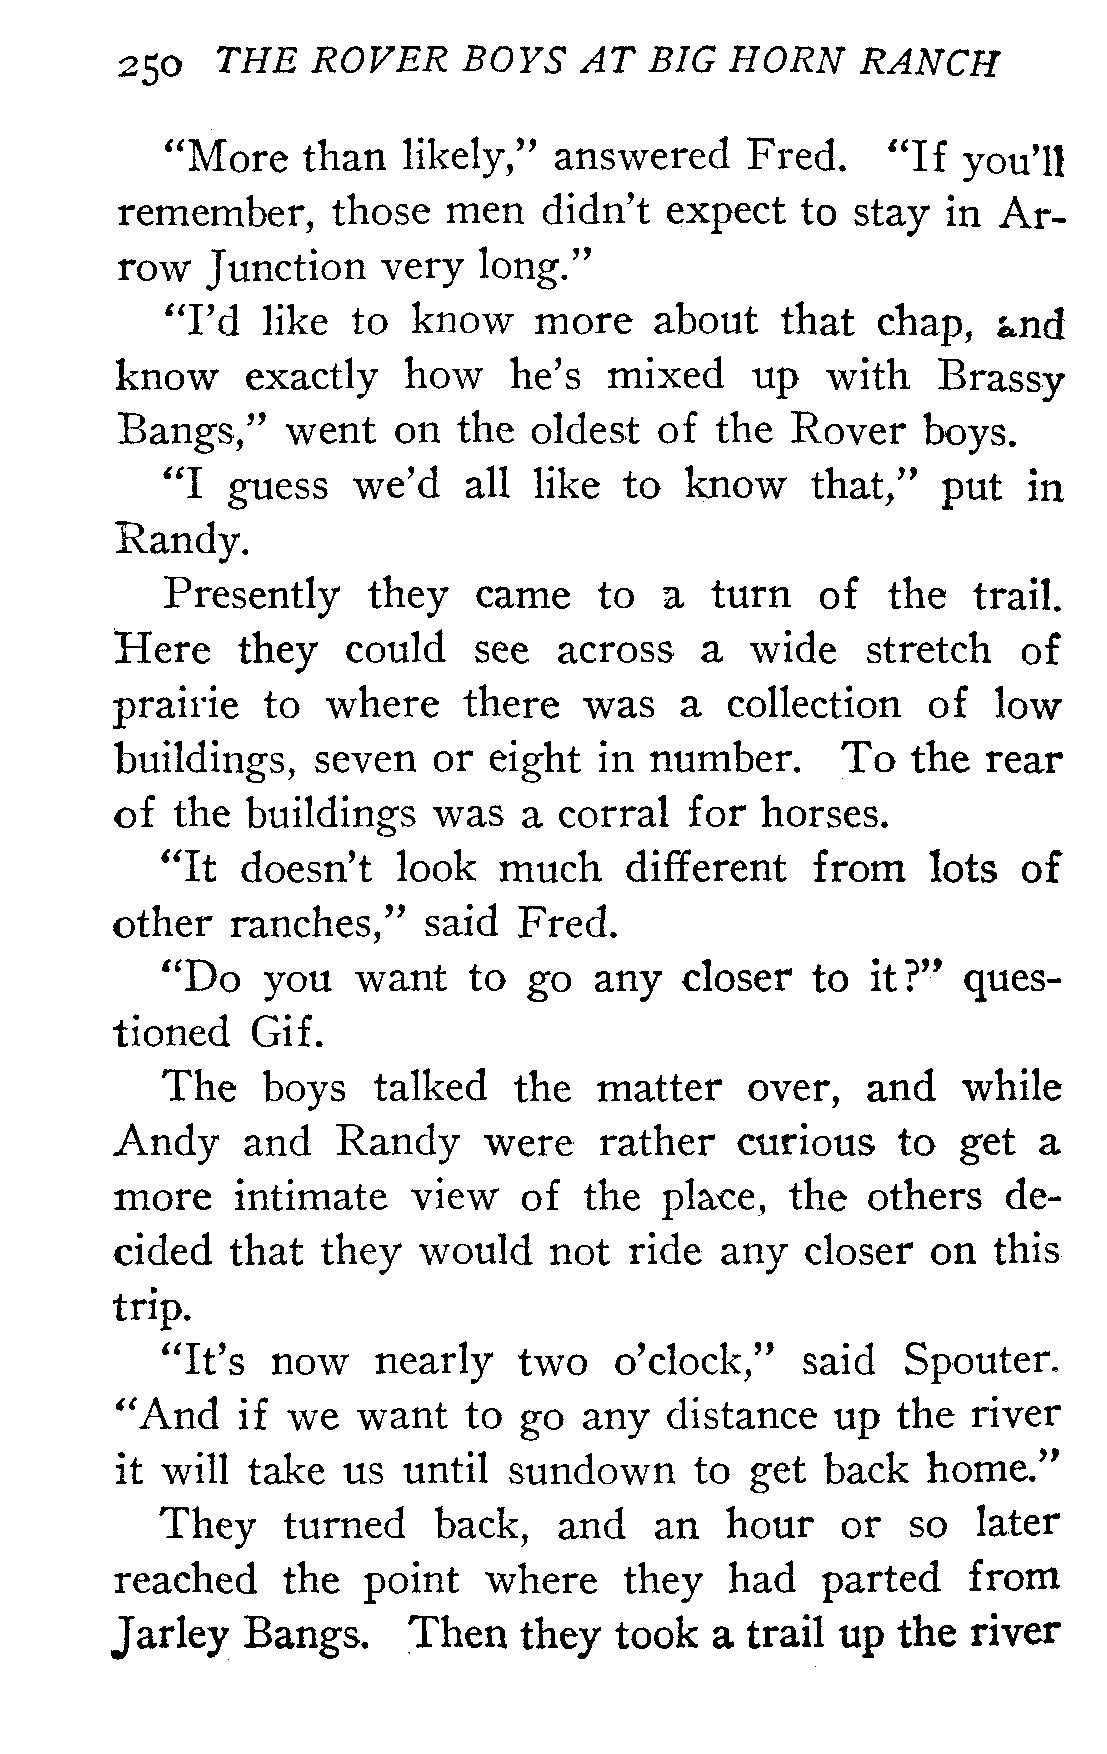 250 THE ROVER BOYS AT BIG HORN RANCH
“More than likely,” answered Fred. “If you’ll
remember, those men didn’t expect to stay in Ar-
row Junction very long.”
“I’d like to know more about that chap, and
know exactly how he’s mixed up with Brassy
Bangs,” went on the oldest of the Rover boys.
“I guess we’d all like to know that,” put in
Randy.
Presently they came to a turn of the trail.
Here they could see across a wide stretch of
prairie to where there was a collection of low
buildings, seven or eight in number. To the rear
of the buildings was a corral for horses.
“It doesn’t look much different from lots of
other ranches,” said Fred.
“Do you want to go any closer to it?” ques-
tioned Gif.
The boys talked the matter over, and while
Andy and Randy were rather curious to get a
more intimate view of the place, the others de-
cided that they would not ride any closer on this
trip.
“It’s now nearly two o’clock,” said Spouter.
“And if we want to go any distance up the river
it will take us until sundown to get back home.”
They turned back, and an hour or so later
reached the point where they had parted from
Jarley Bangs. Then they took a trail up the river